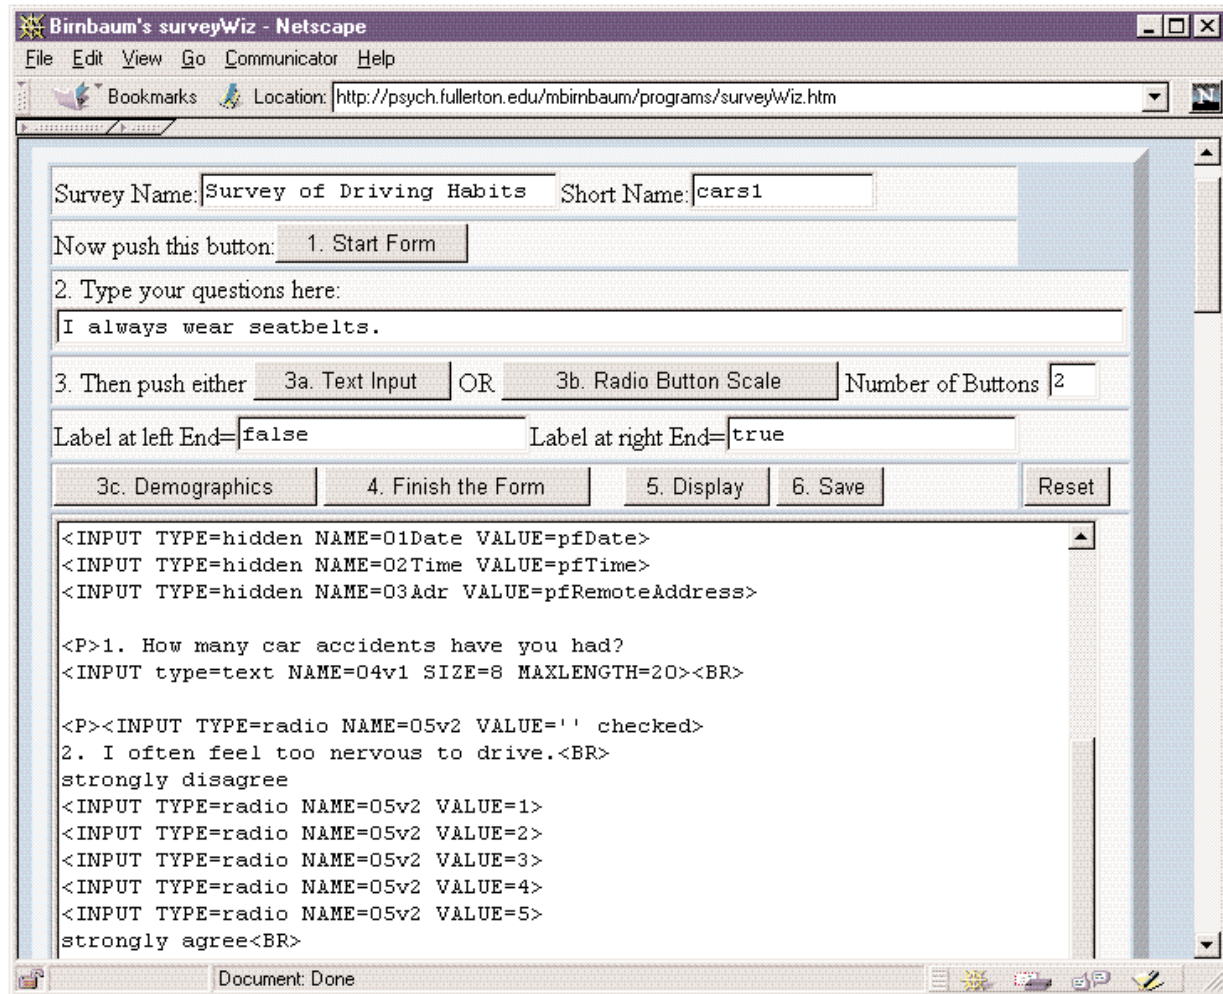 Birnbaum's surveyWiz - Netscape
File Edit View Go Communicator Help
Bookmarks Location: http://psych.fullerton.edu/mbirnbaum/programs/surveyWiz.htm N
Survey Name: Survey of Driving Habits Short Name: cars1
Now push this button: 1. Start Form
2. Type your questions here:
I always wear seatbelts.
3. Then push either 3a. Text Input OR 3b. Radio Button Scale Number of Buttons 2
Label at left End= false Label at right End= true
3c. Demographics 4. Finish the Form 5. Display 6. Save Reset
<INPUT TYPE=hidden NAME=01Date VALUE=pfDate>
<INPUT TYPE=hidden NAME=02Time VALUE=pfTime>
<INPUT TYPE=hidden NAME=03Adr VALUE=pfRemoteAddress>
<P>1. How many car accidents have you had?
<INPUT type=text NAME=04v1 SIZE=8 MAXLENGTH=20><BR>
<P><INPUT TYPE=radio NAME=05v2 VALUE='' checked>
2. I often feel too nervous to drive.<BR>
strongly disagree
<INPUT TYPE=radio NAME=05v2 VALUE=1>
<INPUT TYPE=radio NAME=05v2 VALUE=2>
<INPUT TYPE=radio NAME=05v2 VALUE=3>
<INPUT TYPE=radio NAME=05v2 VALUE=4>
<INPUT TYPE=radio NAME=05v2 VALUE=5>
strongly agree<BR>
Document: Done